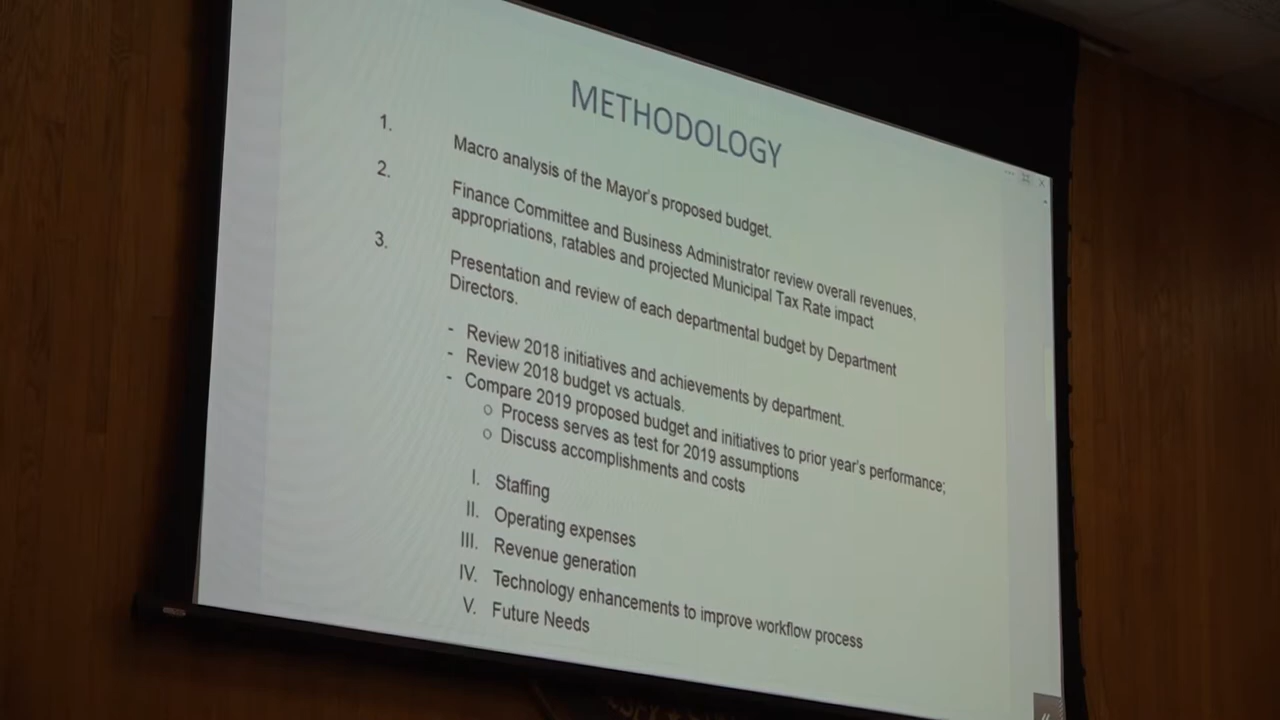 METHODOLOGY
1.
Macro analysis of the Mayor's proposed budget.
2.
Finance Committee and Business Administrator review overall revenues,
appropriations, ratables and projected Municipal Tax Rate impact
3.
Presentation and review of each departmental budget by Department
Directors.
- Review 2018 initiatives and achievements by department.
- Review 2018 budget vs actuals.
- Compare 2019 proposed budget and initiatives to prior year's performance;
o Process serves as test for 2019 assumptions
o Discuss accomplishments and costs
I. Staffing
II. Operating expenses
III. Revenue generation
IV. Technology enhancements to improve workflow process
V. Future Needs